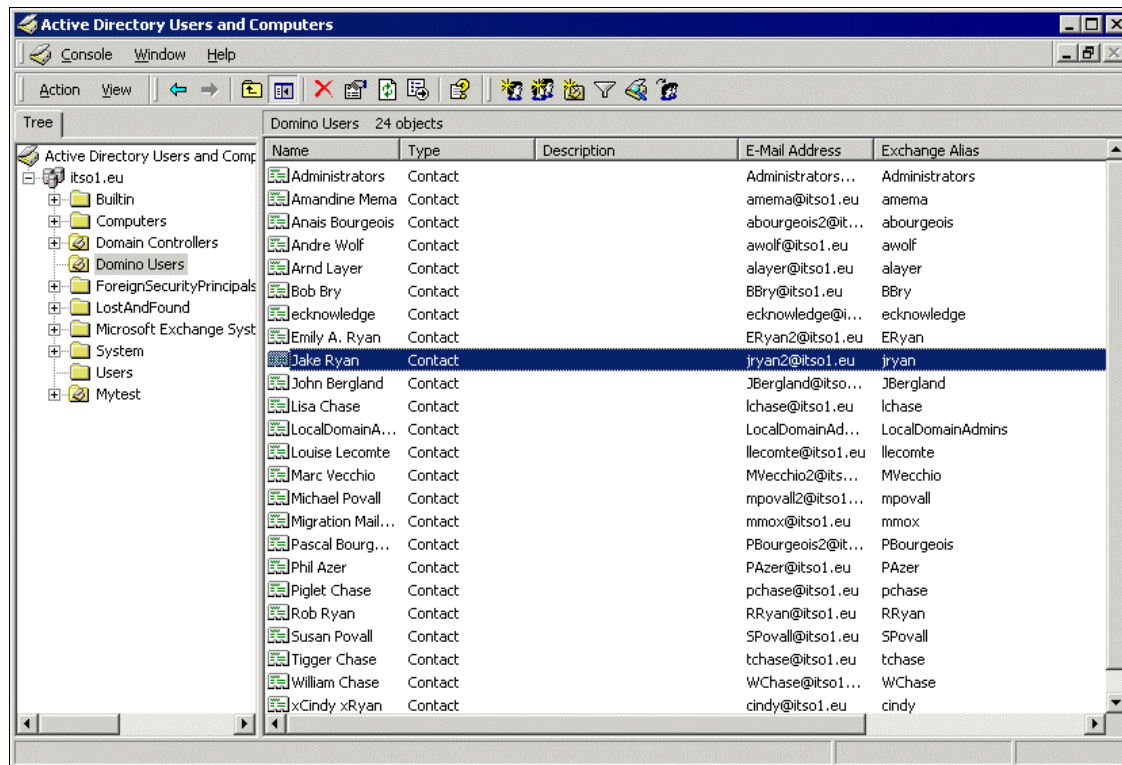 Active Directory Users and Computers
Console Window Help
Action View
Tree
Domino Users 24 objects
Active Directory Users and Comp
itso1.eu
Builtin
Computers
Domain Controllers
Domino Users
ForeignSecurityPrincipals
LostAndFound
Microsoft Exchange Syst
System
Users
Mytest
Name Type Description E-Mail Address Exchange Alias
Administrators Contact Administrators... Administrators
Amandine Mema Contact amema@itso1.eu amema
Anais Bourgeois Contact abourgeois2@it... abourgeois
Andre Wolf Contact awolf@itso1.eu awolf
Arnd Layer Contact alayer@itso1.eu alayer
Bob Bry Contact BBry@itso1.eu BBry
ecknowledge Contact ecknowledge@i... ecknowledge
Emily A. Ryan Contact ERyan2@itso1.eu ERyan
Jake Ryan Contact jryan2@itso1.eu jryan
John Bergland Contact JBergland@itso... JBergland
Lisa Chase Contact lchase@itso1.eu lchase
LocalDomainA... Contact LocalDomainAd... LocalDomainAdmins
Louise Lecomte Contact llecomte@itso1.eu llecomte
Marc Vecchio Contact MVecchio2@its... MVecchio
Michael Povall Contact mpovall2@itso1... mpovall
Migration Mail... Contact mmox@itso1.eu mmox
Pascal Bourg... Contact PBourgeois2@it... PBourgeois
Phil Azer Contact PAzer@itso1.eu PAzer
Piglet Chase Contact pchase@itso1.eu pchase
Rob Ryan Contact RRyan@itso1.eu RRyan
Susan Povall Contact SPovall@itso1.eu SPovall
Tigger Chase Contact tchase@itso1.eu tchase
William Chase Contact WChase@itso1... WChase
xCindy xRyan Contact cindy@itso1.eu cindy